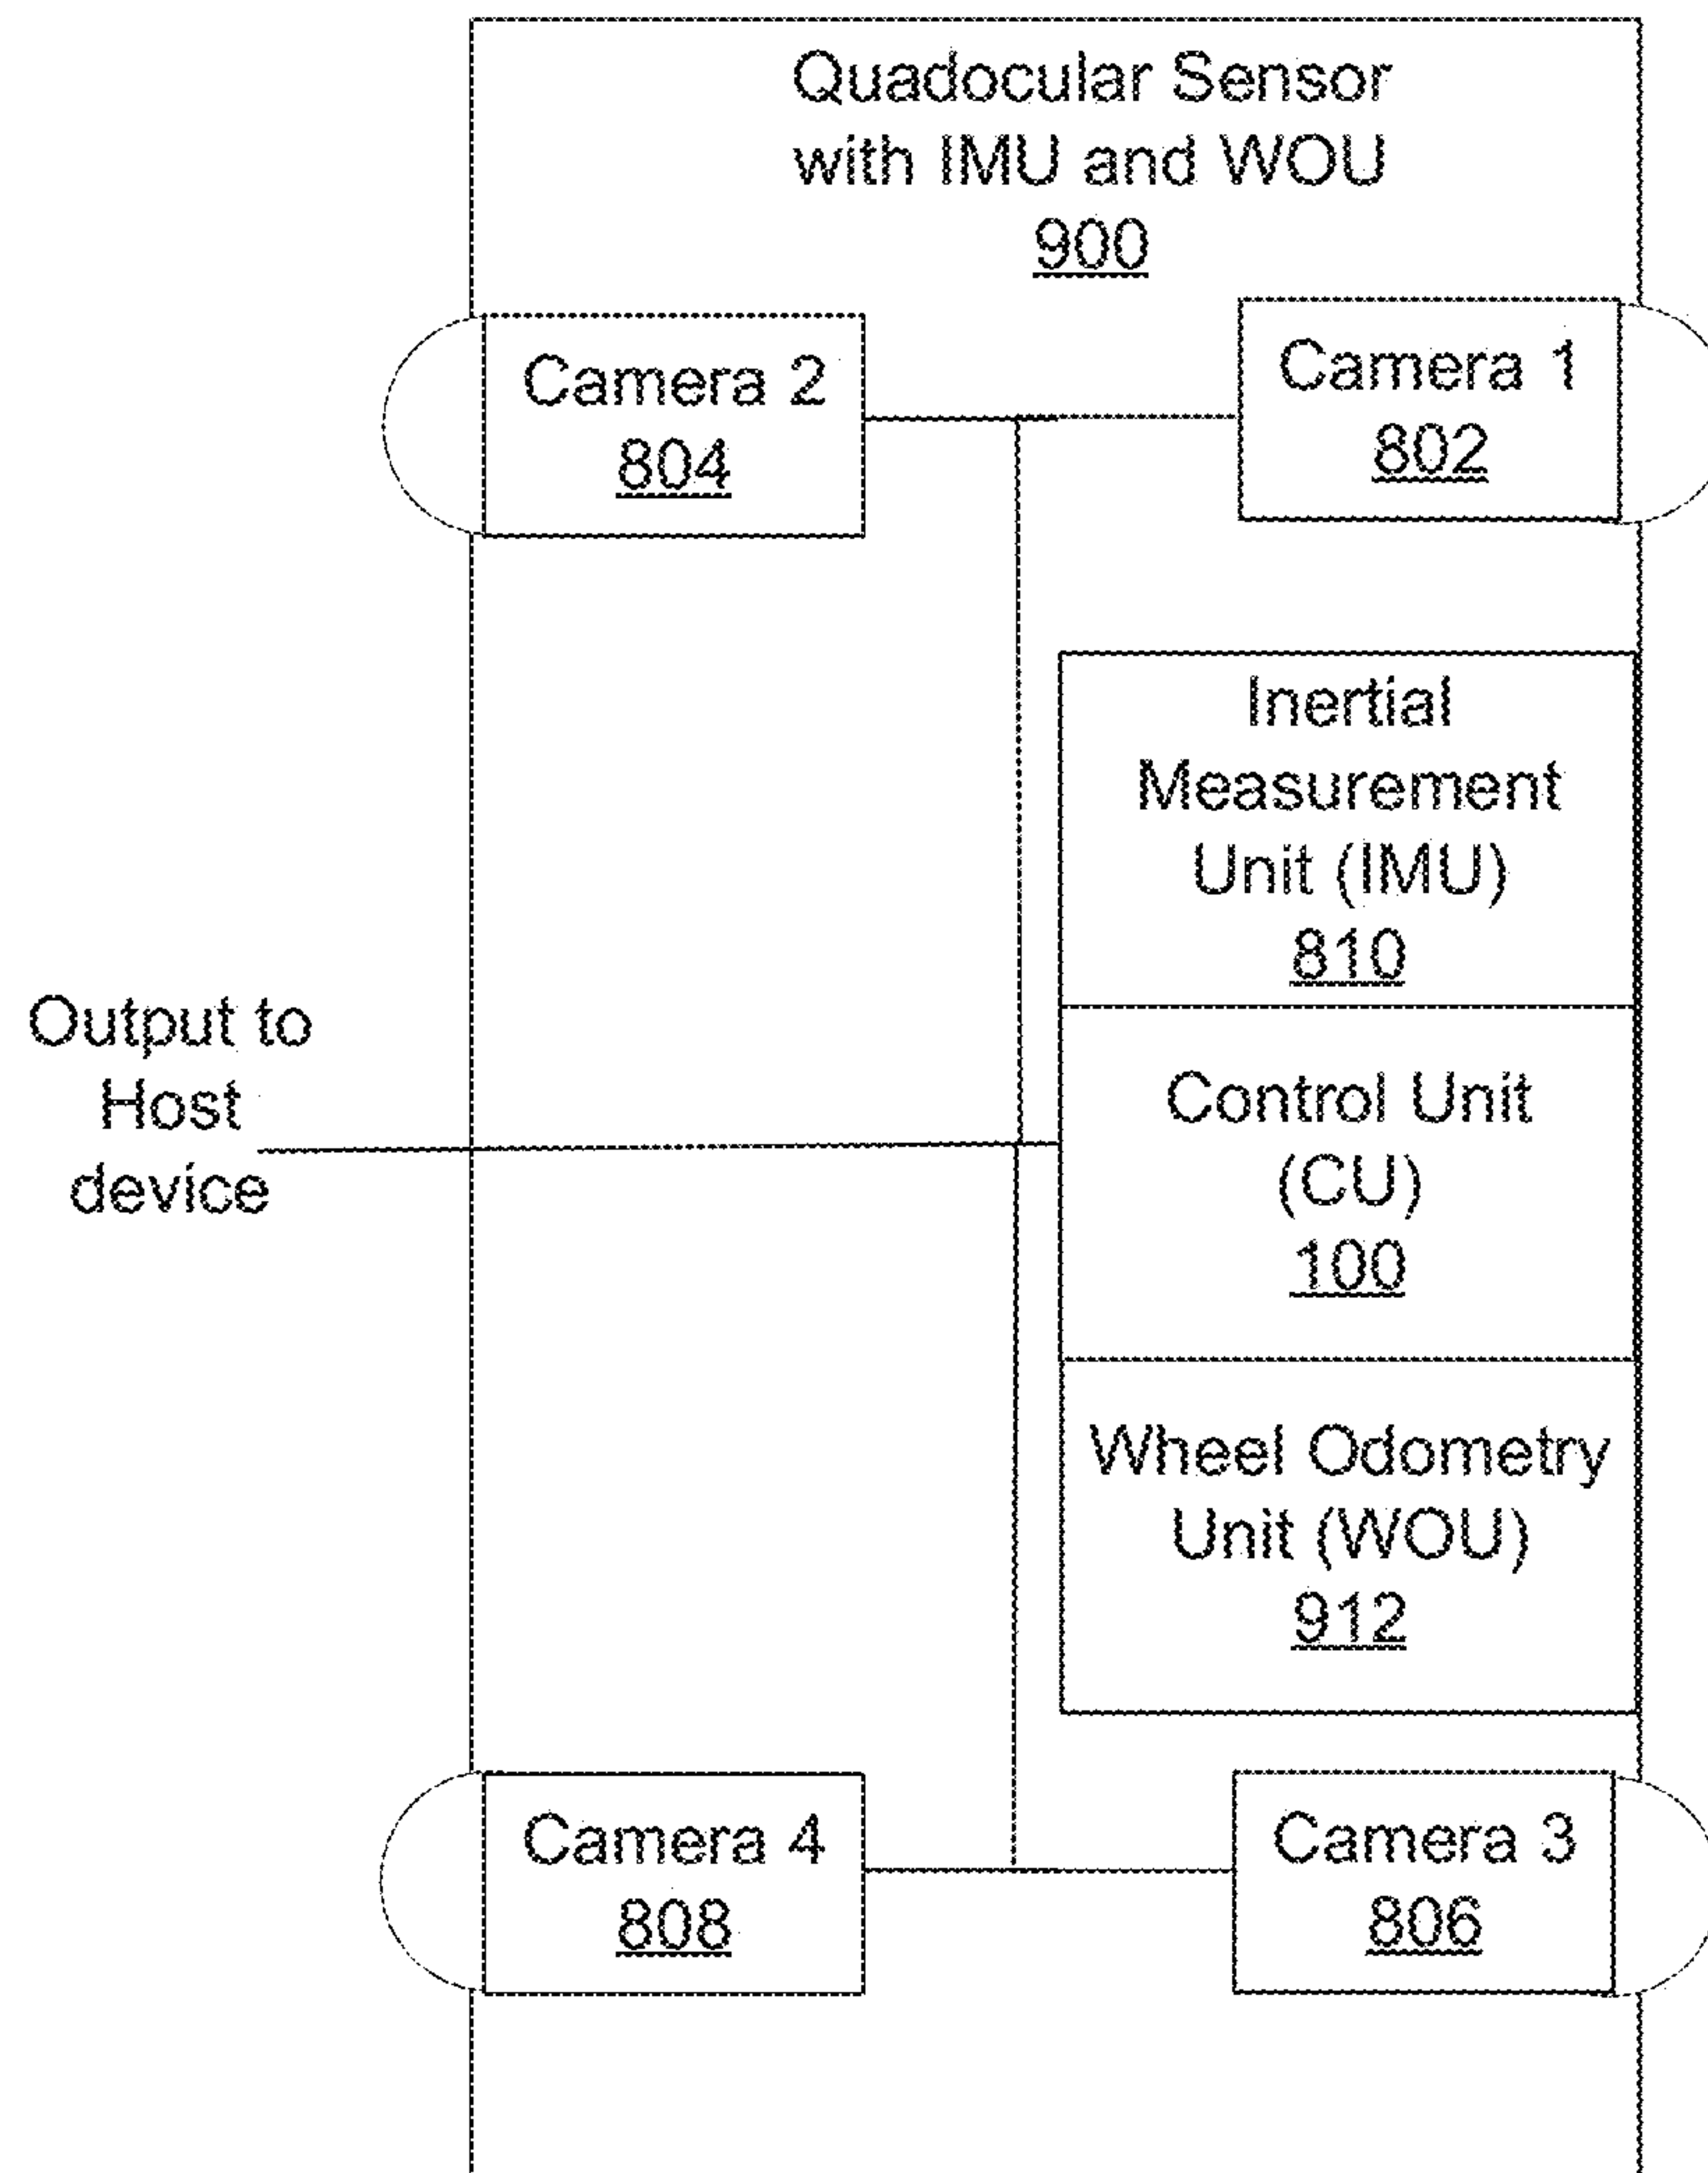 Quadocular Sensor
with IMU and WOU
900
Camera 2
804
Camera 1
802
Inertial
Measurement
Unit (IMU)
810
Output to
Host
device
Control Unit
(CU)
100
Wheel Odometry
Unit (WOU)
912
Camera 4
808
Camera 3
806